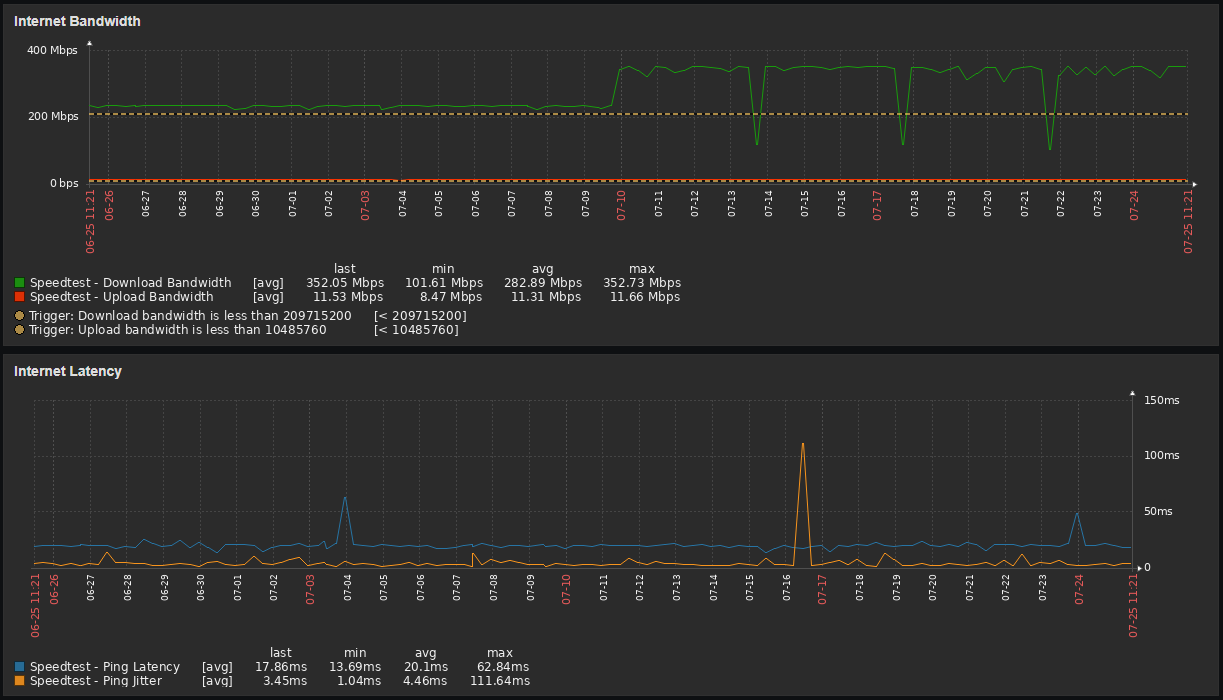 Internet Bandwidth
400 Mbps
200 Mbps
0 bps
06-25 11:21 06-26 06-27 06-28 06-29 06-30 07-01 07-02 07-03 07-04 07-05 07-06 07-07 07-08 07-09 07-10 07-11 07-12 07-13 07-14 07-15 07-16 07-17 07-18 07-19 07-20 07-21 07-22 07-23 07-24 07-25 11:21
last min avg max
Speedtest - Download Bandwidth [avg] 352.05 Mbps 101.61 Mbps 282.89 Mbps 352.73 Mbps
Speedtest - Upload Bandwidth [avg] 11.53 Mbps 8.47 Mbps 11.31 Mbps 11.66 Mbps
Trigger: Download bandwidth is less than 209715200 [< 209715200]
Trigger: Upload bandwidth is less than 10485760 [< 10485760]
Internet Latency
150ms
100ms
50ms
0
06-25 11:21 06-26 06-27 06-28 06-29 06-30 07-01 07-02 07-03 07-04 07-05 07-06 07-07 07-08 07-09 07-10 07-11 07-12 07-13 07-14 07-15 07-16 07-17 07-18 07-19 07-20 07-21 07-22 07-23 07-24 07-25 11:21
last min avg max
Speedtest - Ping Latency [avg] 17.86ms 13.69ms 20.1ms 62.84ms
Speedtest - Ping Jitter [avg] 3.45ms 1.04ms 4.46ms 111.64ms